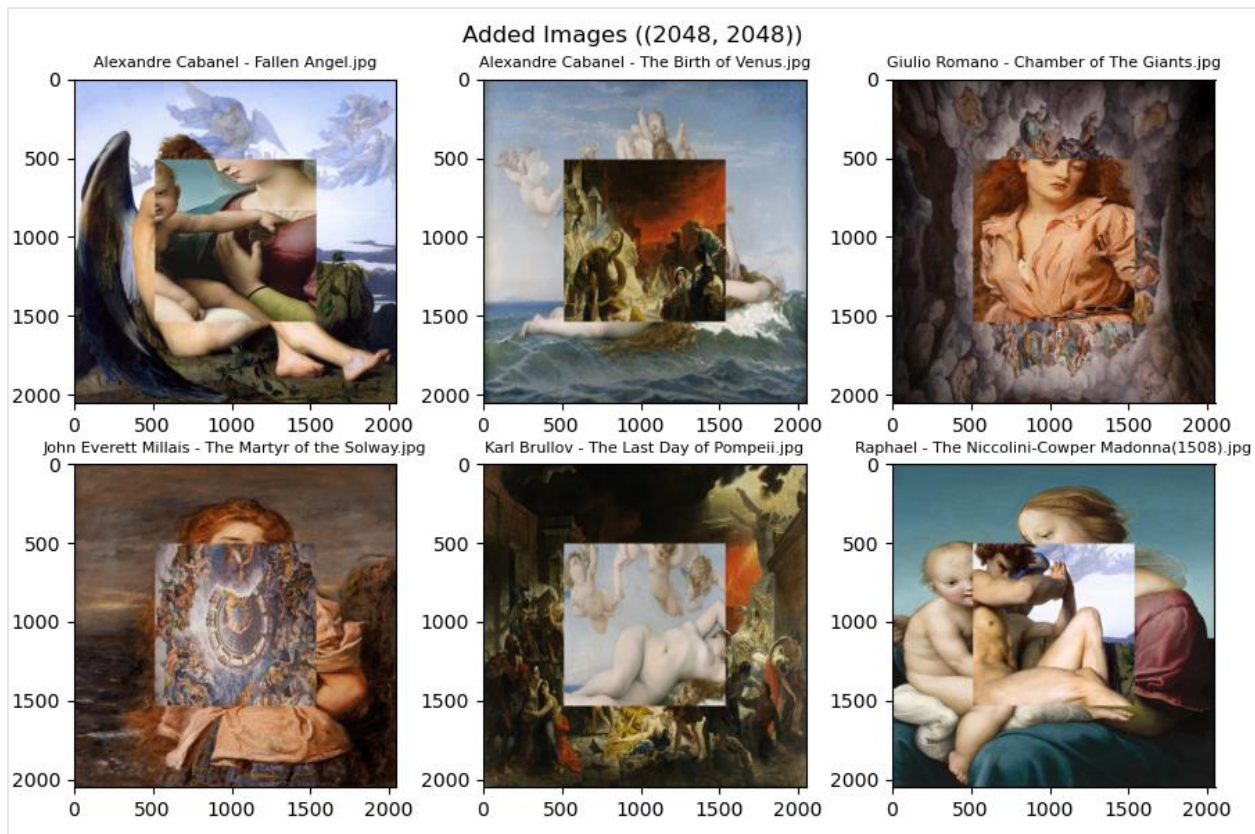 Added Images ((2048, 2048))
Alexandre Cabanel - Fallen Angel.jpg
Alexandre Cabanel - The Birth of Venus.jpg
Giulio Romano - Chamber of The Giants.jpg
0
500
1000
1500
2000
0 500 1000 1500 2000
0
500
1000
1500
2000
0 500 1000 1500 2000
0
500
1000
1500
2000
0 500 1000 1500 2000
John Everett Millais - The Martyr of the Solway.jpg
Karl Brullov - The Last Day of Pompeii.jpg
Raphael - The Niccolini-Cowper Madonna(1508).jpg
0
500
1000
1500
2000
0 500 1000 1500 2000
0
500
1000
1500
2000
0 500 1000 1500 2000
0
500
1000
1500
2000
0 500 1000 1500 2000